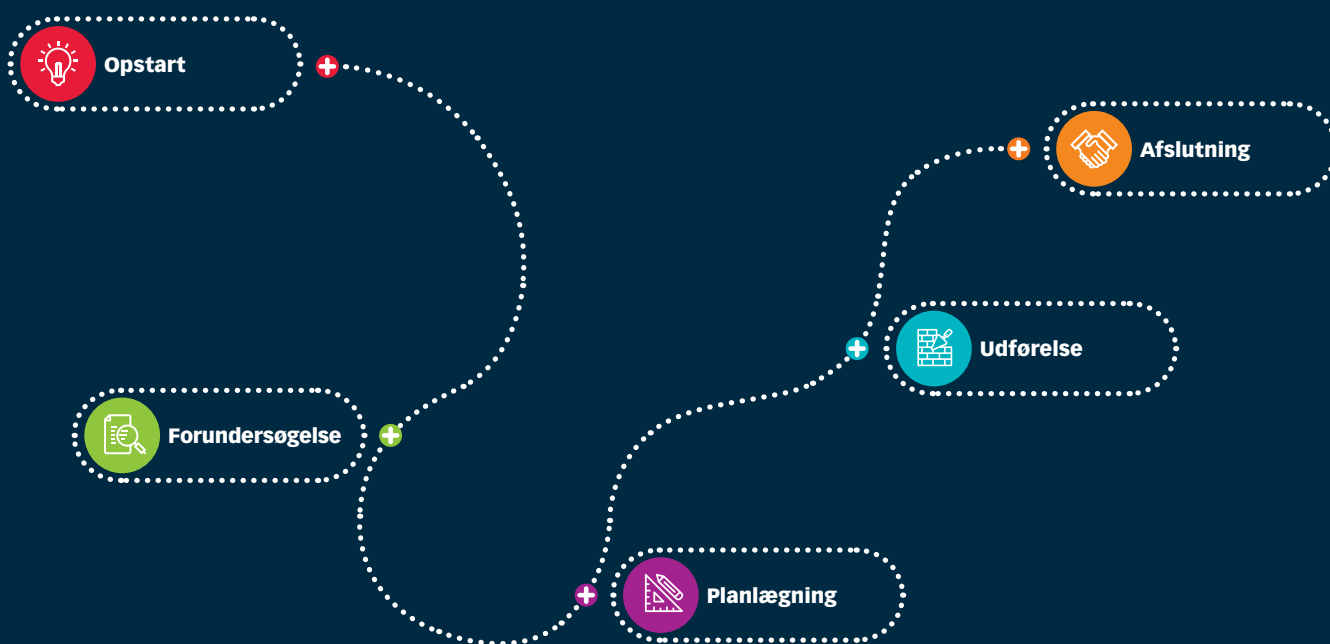 Opstart
Forundersøgelse
Planlægning
Udførelse
Afslutning